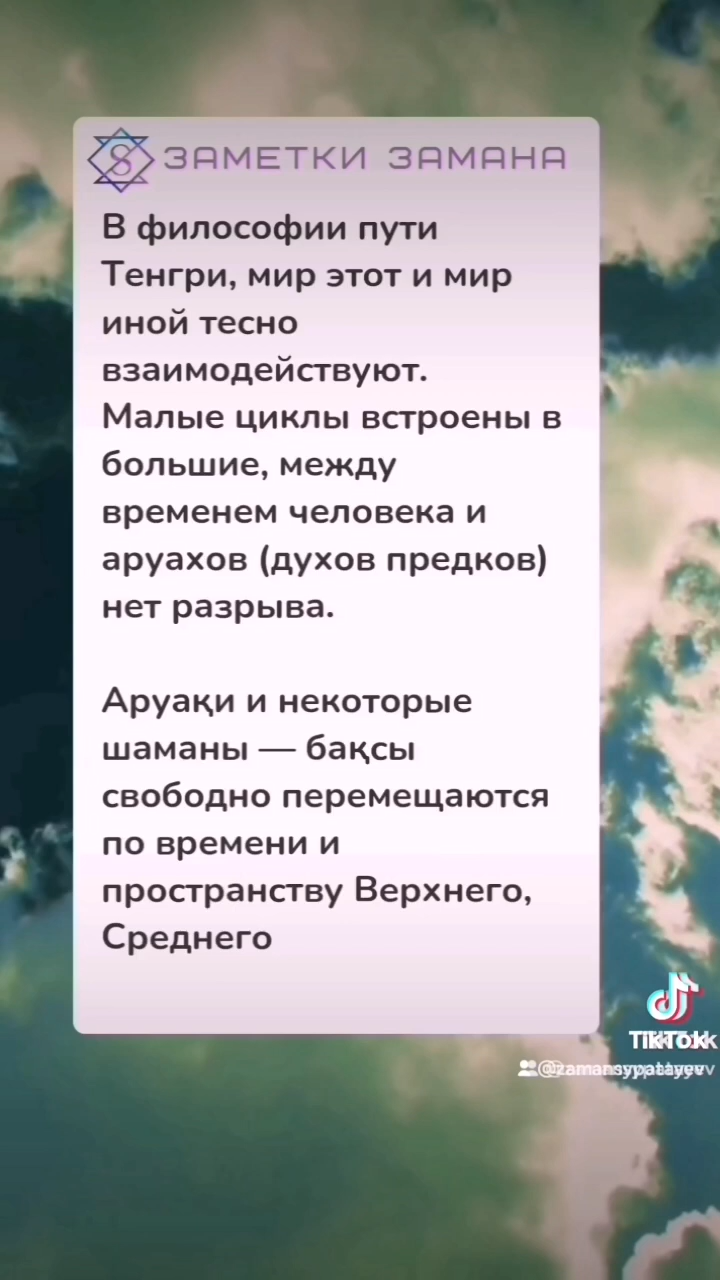 ЗАМЕТКИ ЗАМАНА
В философии пути
Тенгри, мир этот и мир
иной тесно
взаимодействуют.
Малые циклы встроены в
большие, между
временем человека и
аруахов (духов предков)
нет разрыва.
Аруақи и некоторые
шаманы — бақсы
свободно перемещаются
по времени и
пространству Верхнего,
Среднего
TikTok